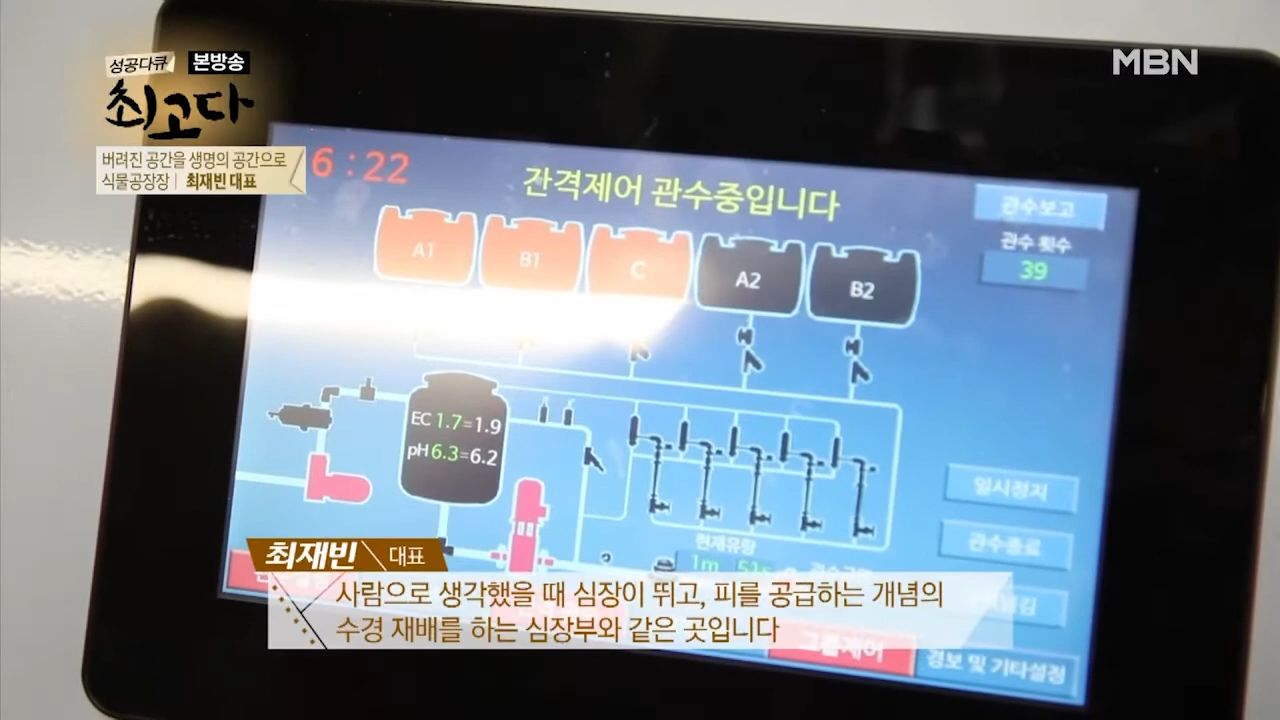 성공다큐 본방송
최고다
버려진 공간을 생명의 공간으로
식물공장장 | 최재빈 대표
MBN
6:22
간격제어 관수중입니다
관수보고
관수 횟수
39
A1
B1
C
A2
B2
EC 1.7=1.9
pH 6.3=6.2
일시정지
관수종료
현재유량
1m 51s
최재빈 \ 대표
사람으로 생각했을 때 심장이 뛰고, 피를 공급하는 개념의
수경 재배를 하는 심장부와 같은 곳입니다
그룹제어
경보 및 기타설정